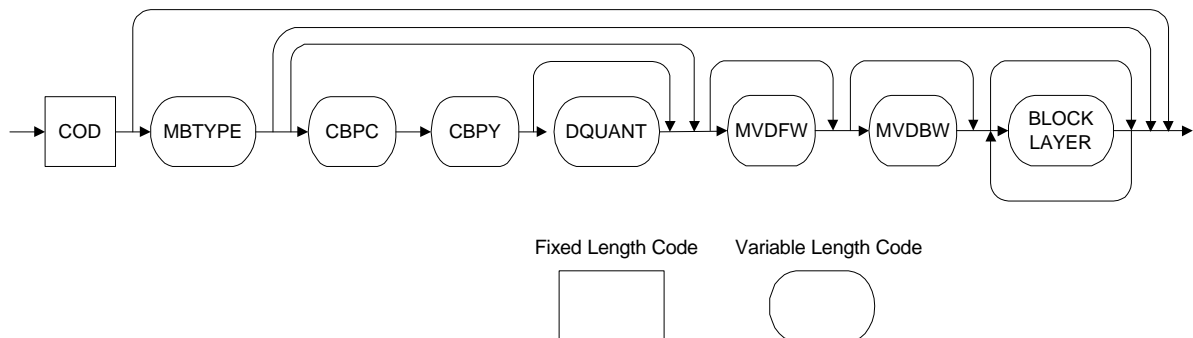 COD
MBTYPE
CBPC
CBPY
DQUANT
MVDFW
MVDBW
BLOCK
LAYER
Fixed Length Code
Variable Length Code